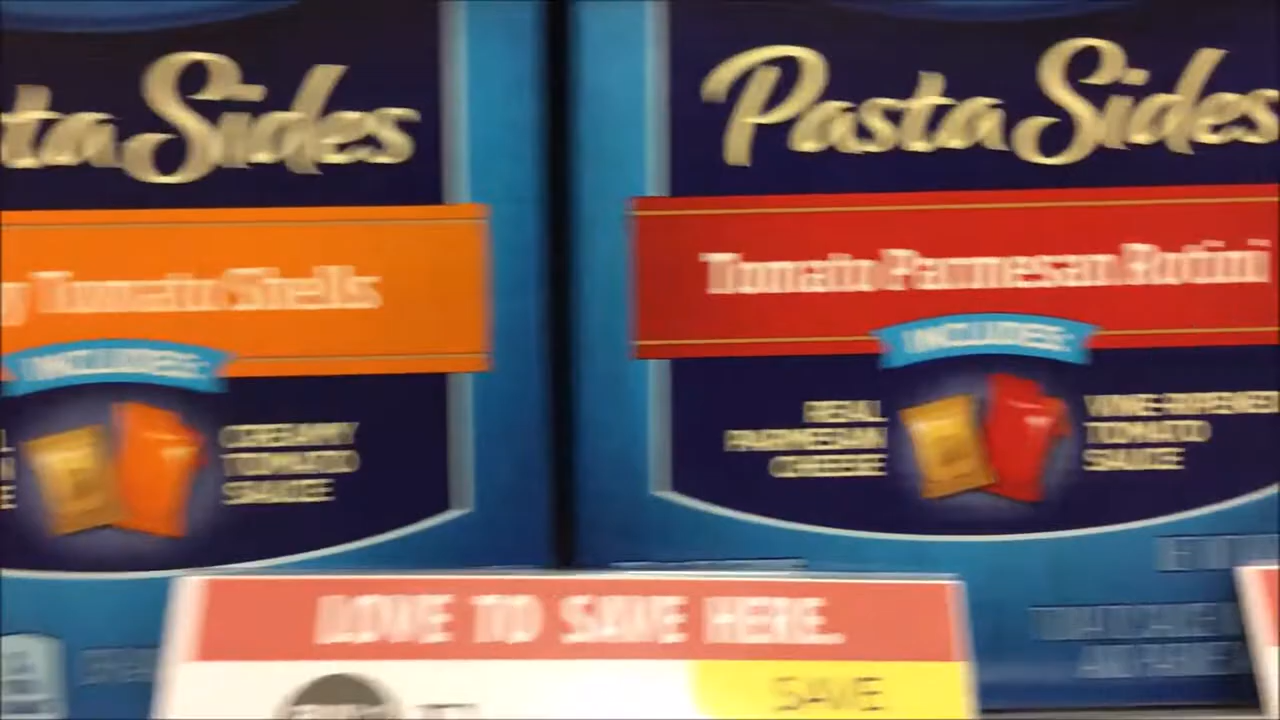 ta Sides
Pasta Sides
y Tomato Shells
Tomato Parmesan Rotini
INCLUDES:
INCLUDES:
CREAMY
TOMATO
SAUCE
REAL
PARMESAN
CHEESE
VINE-RIPENED
TOMATO
SAUCE
LOVE TO SAVE HERE.
SAVE